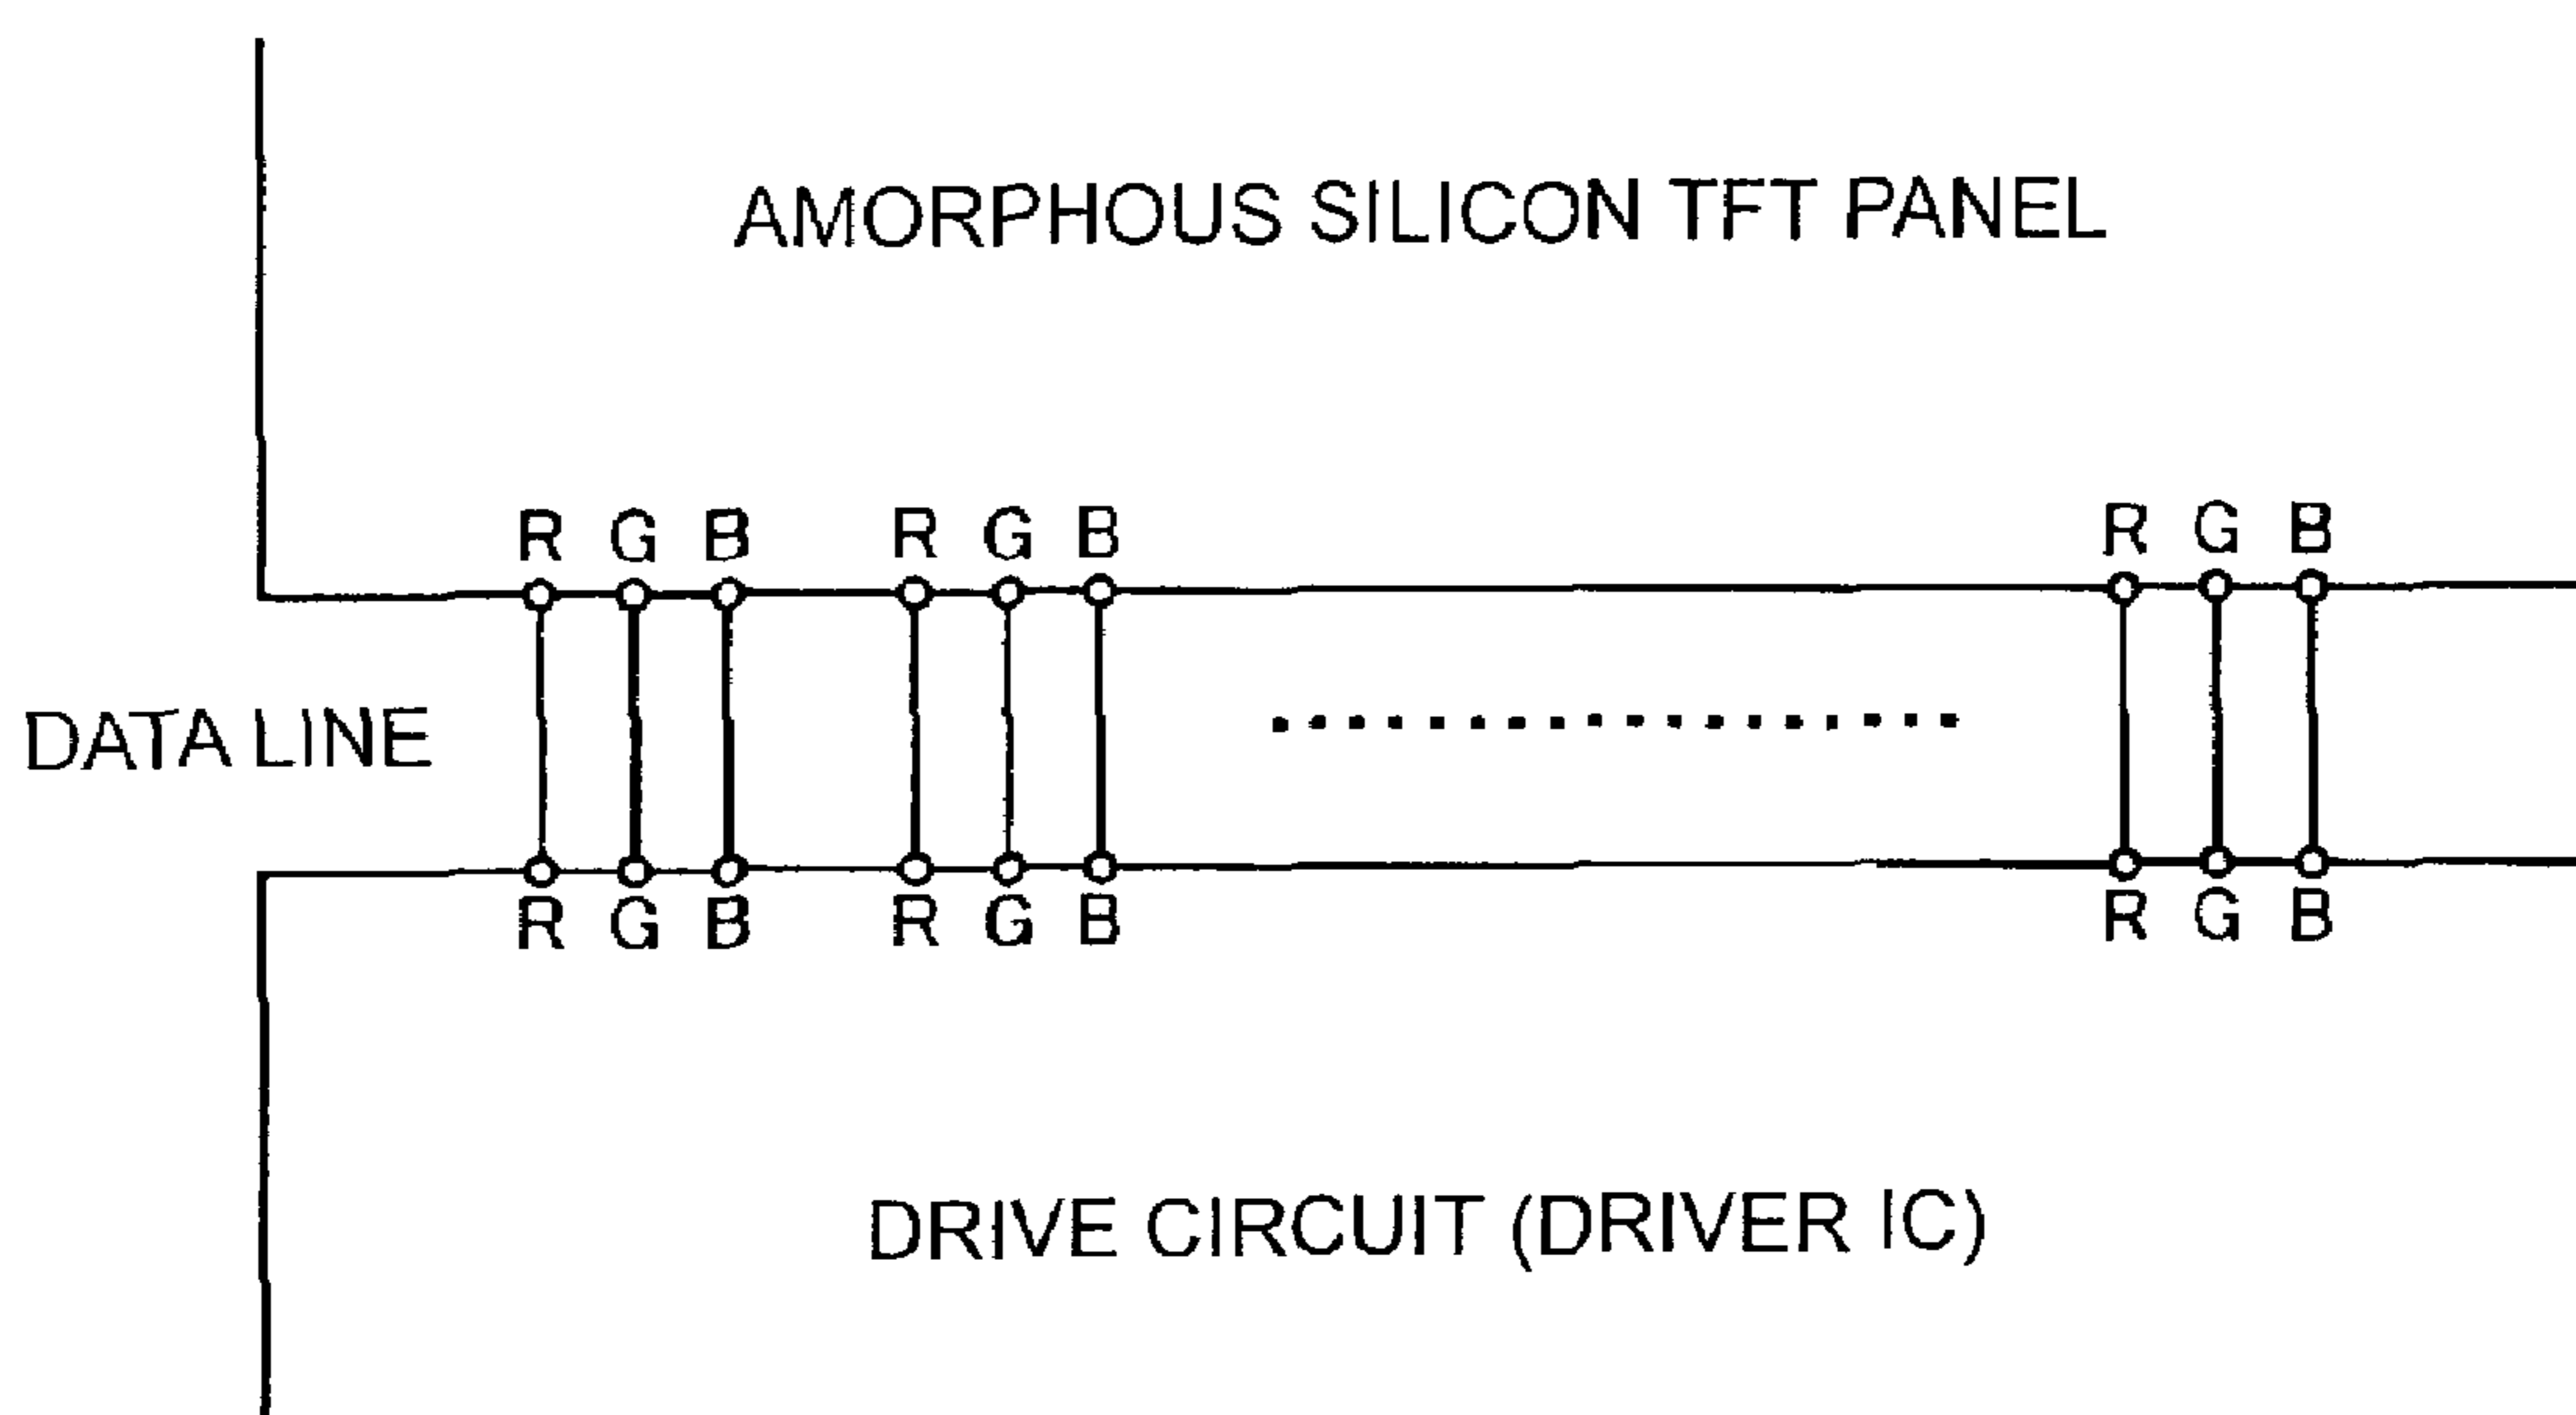 AMORPHOUS SILICON TFT PANEL
R G B R G B R G B
DATA LINE
R G B R G B R G B
DRIVE CIRCUIT (DRIVER IC)